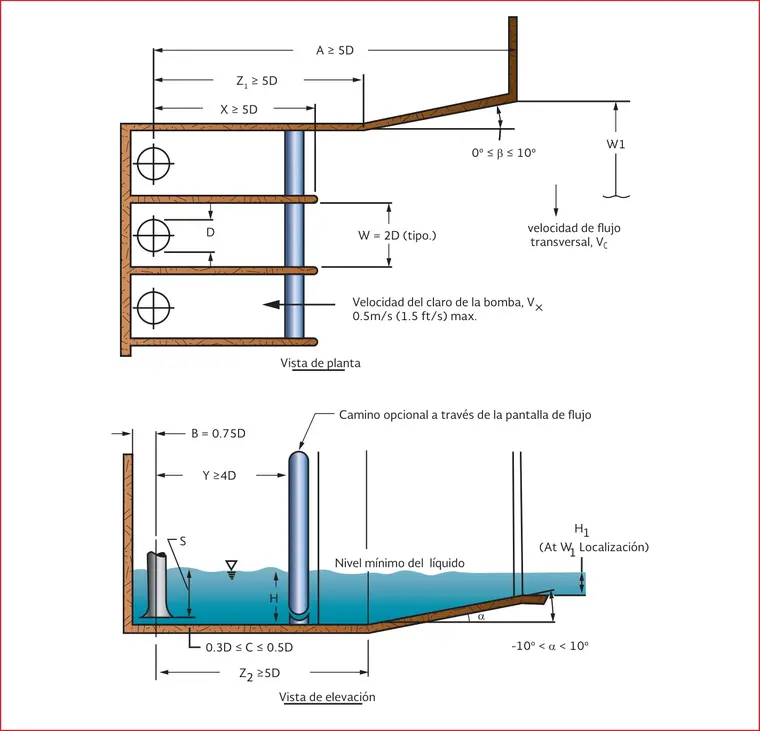 A ≥ 5D
Z₁ ≥ 5D
X ≥ 5D
0° ≤ β ≤ 10°
W1
D
W = 2D (tipo.)
velocidad de flujo
transversal, V꜀
Velocidad del claro de la bomba, Vₓ
0.5m/s (1.5 ft/s) max.
Vista de planta
Camino opcional a través de la pantalla de flujo
B = 0.75D
Y ≥4D
S
H₁
(At W₁ Localización)
Nivel mínimo del líquido
H
α
0.3D ≤ C ≤ 0.5D
-10° < α < 10°
Z₂ ≥5D
Vista de elevación